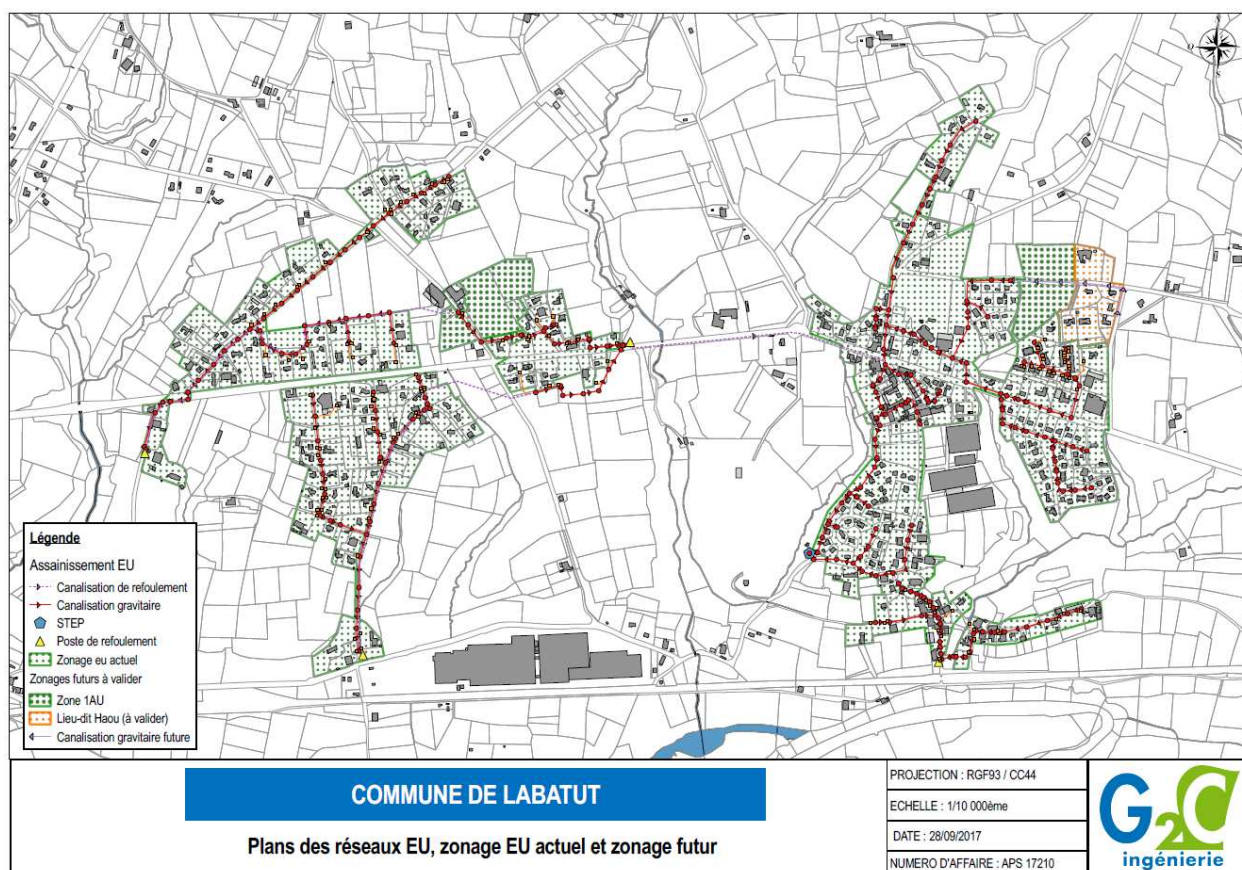 N
O
S
Légende
Assainissement EU
Canalisation de refoulement
Canalisation gravitaire
STEP
Poste de refoulement
Zonage eu actuel
Zonages futurs à valider
Zone 1AU
Lieu-dit Haou (à valider)
Canalisation gravitaire future
COMMUNE DE LABATUT
Plans des réseaux EU, zonage EU actuel et zonage futur
PROJECTION : RGF93 / CC44
ECHELLE : 1/10 000ème
DATE : 28/09/2017
NUMERO D'AFFAIRE : APS 17210
G2C
ingénierie